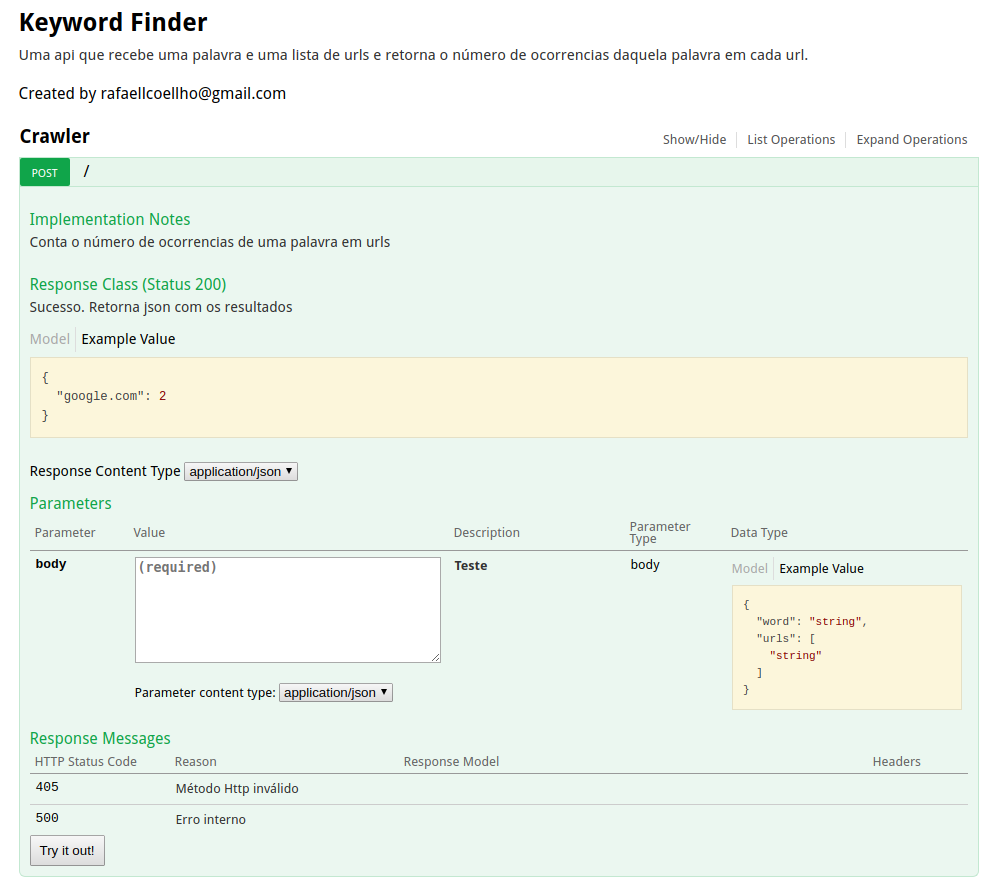 Keyword Finder
Uma api que recebe uma palavra e uma lista de urls e retorna o número de ocorrencias daquela palavra em cada url.
Created by rafaellcoellho@gmail.com
Crawler
Show/Hide
List Operations
Expand Operations
POST
/
Implementation Notes
Conta o número de ocorrencias de uma palavra em urls
Response Class (Status 200)
Sucesso. Retorna json com os resultados
Model
Example Value
{
"google.com": 2
}
Response Content Type application/json
Parameters
Parameter
Value
Description
Parameter Type
Data Type
body
(required)
Parameter content type: application/json
Teste
body
Model
Example Value
{
"word": "string",
"urls": [
"string"
]
}
Response Messages
HTTP Status Code
Reason
Response Model
Headers
405
Método Http inválido
500
Erro interno
Try it out!